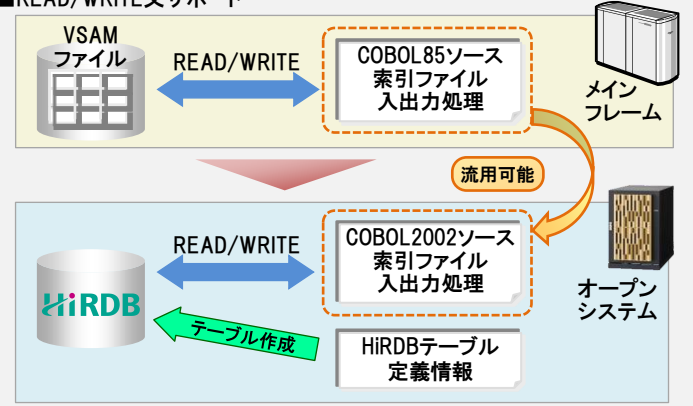 ■READ/WRITE文サポート
VSAM
ファイル
READ/WRITE
COBOL85ソース
索引ファイル
入出力処理
メイン
フレーム
流用可能
READ/WRITE
COBOL2002ソース
索引ファイル
入出力処理
オープン
システム
HiRDB
テーブル作成
HiRDBテーブル
定義情報